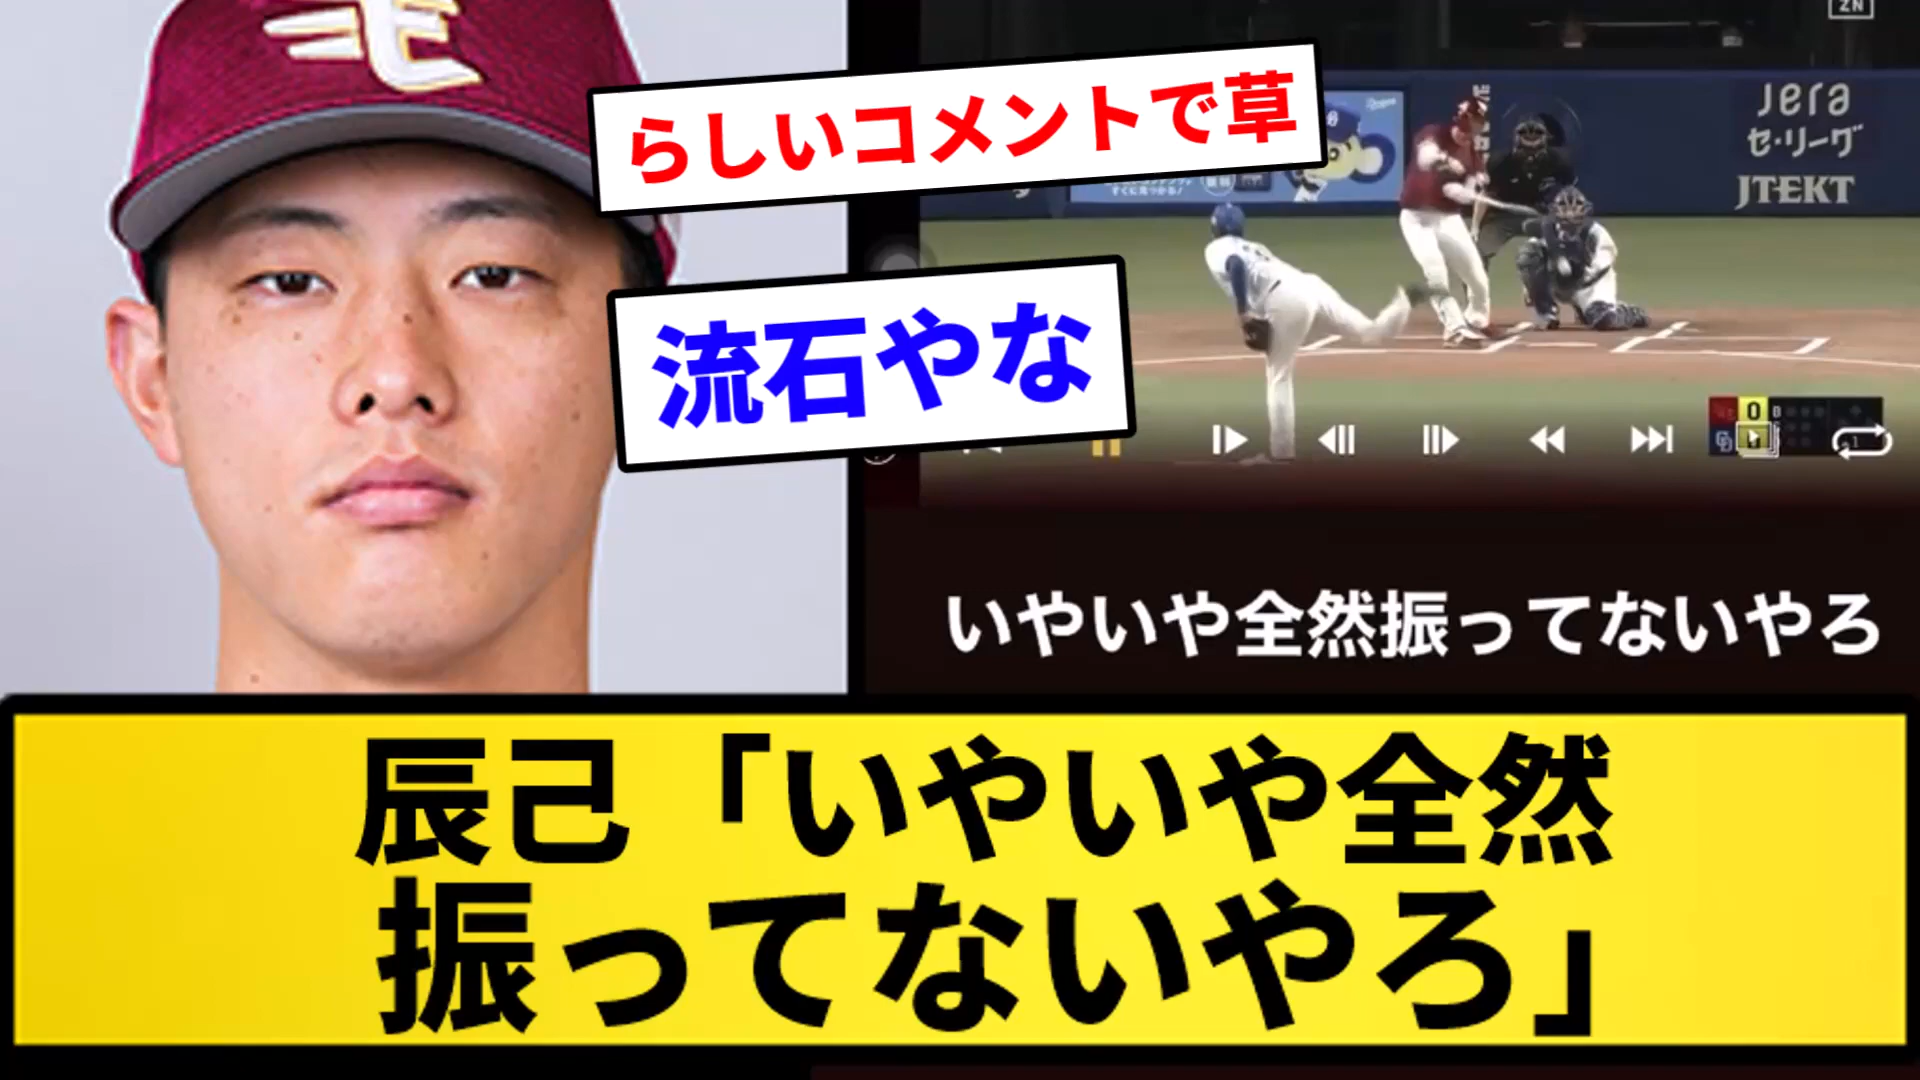 らしいコメントで草
流石やな
ZN
Jera
セ・リーグ
JTEKT
0
B
いやいや全然振ってないやろ
辰己「いやいや全然
振ってないやろ」